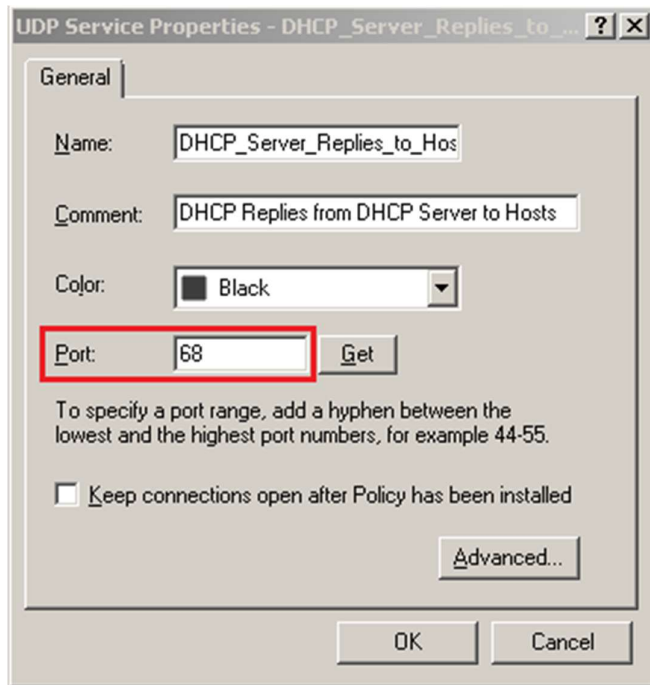 UDP Service Properties - DHCP_Server_Replies_to_...
General
Name: DHCP_Server_Replies_to_Hos
Comment: DHCP Replies from DHCP Server to Hosts
Color: Black
Port: 68 Get
To specify a port range, add a hyphen between the
lowest and the highest port numbers, for example 44-55.
Keep connections open after Policy has been installed
Advanced...
OK Cancel